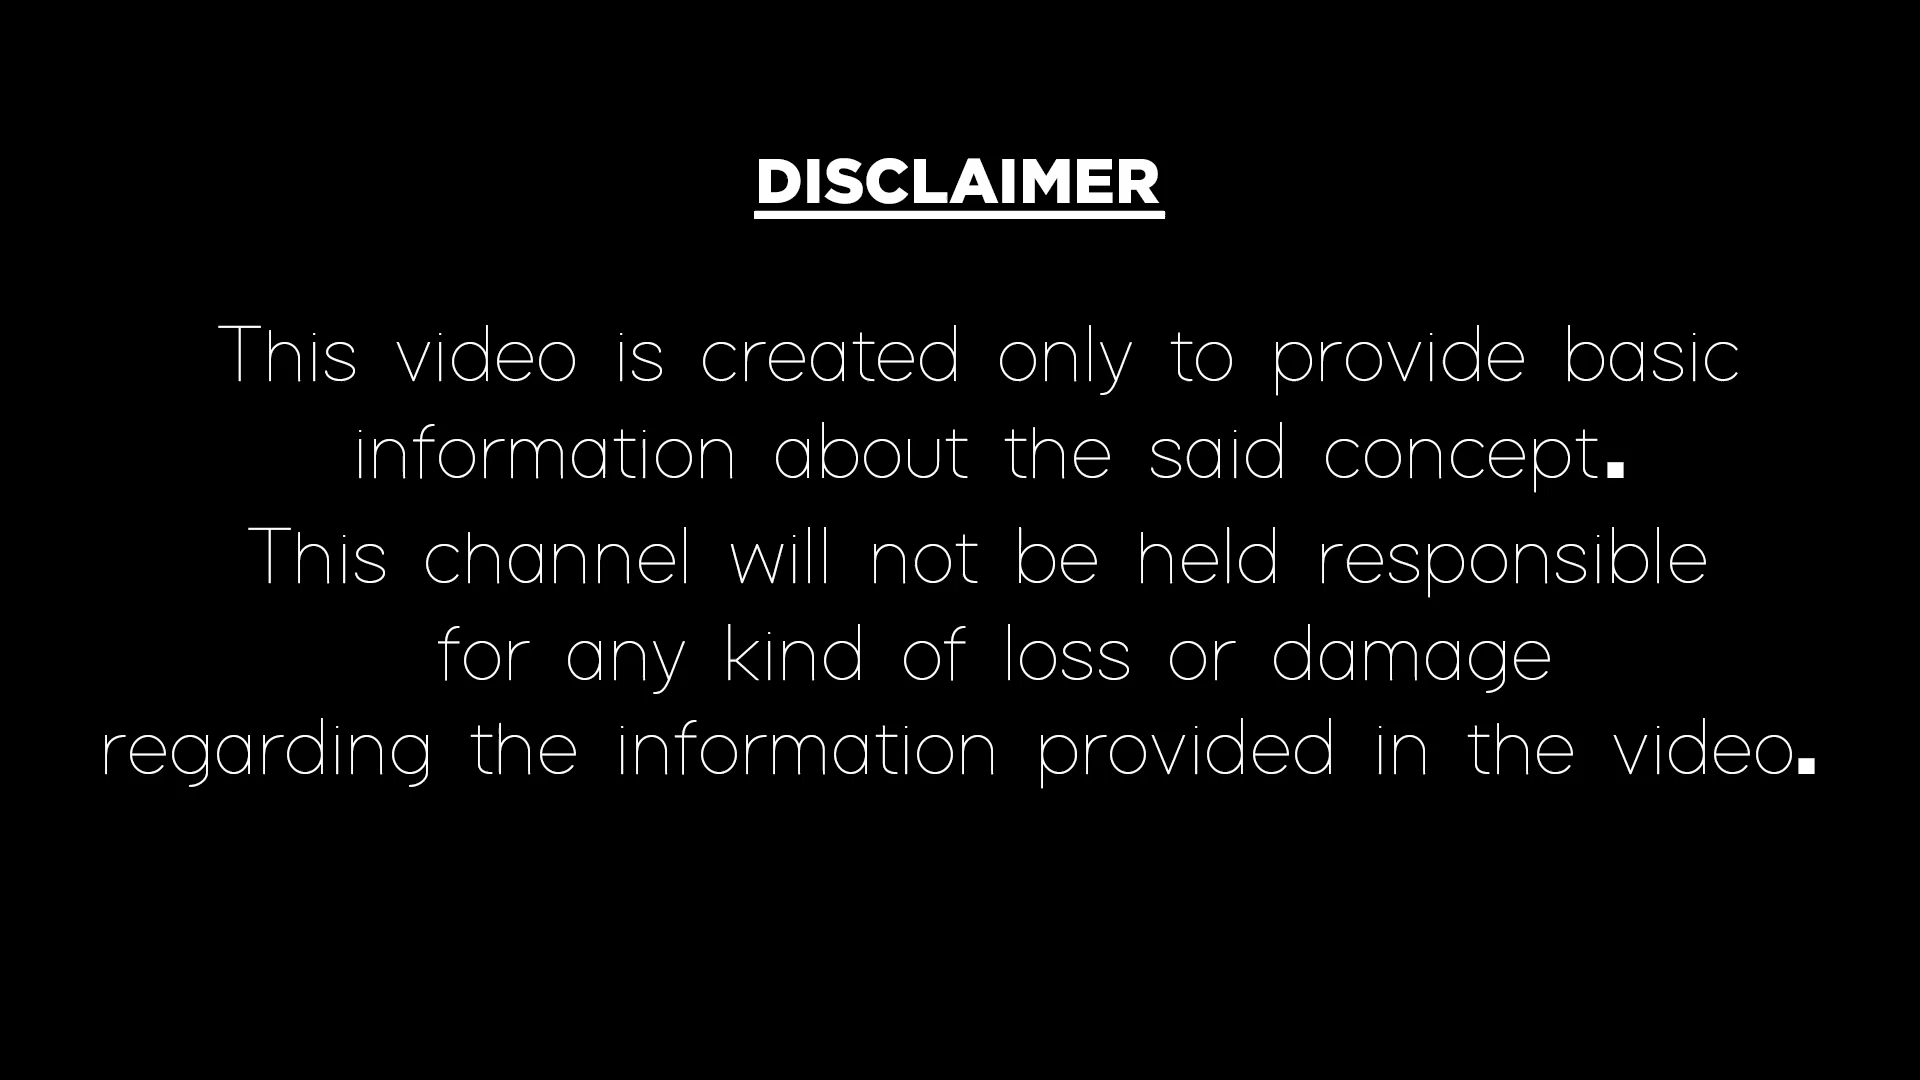 DISCLAIMER
This video is created only to provide basic
information about the said concept.
This channel will not be held responsible
for any kind of loss or damage
regarding the information provided in the video.